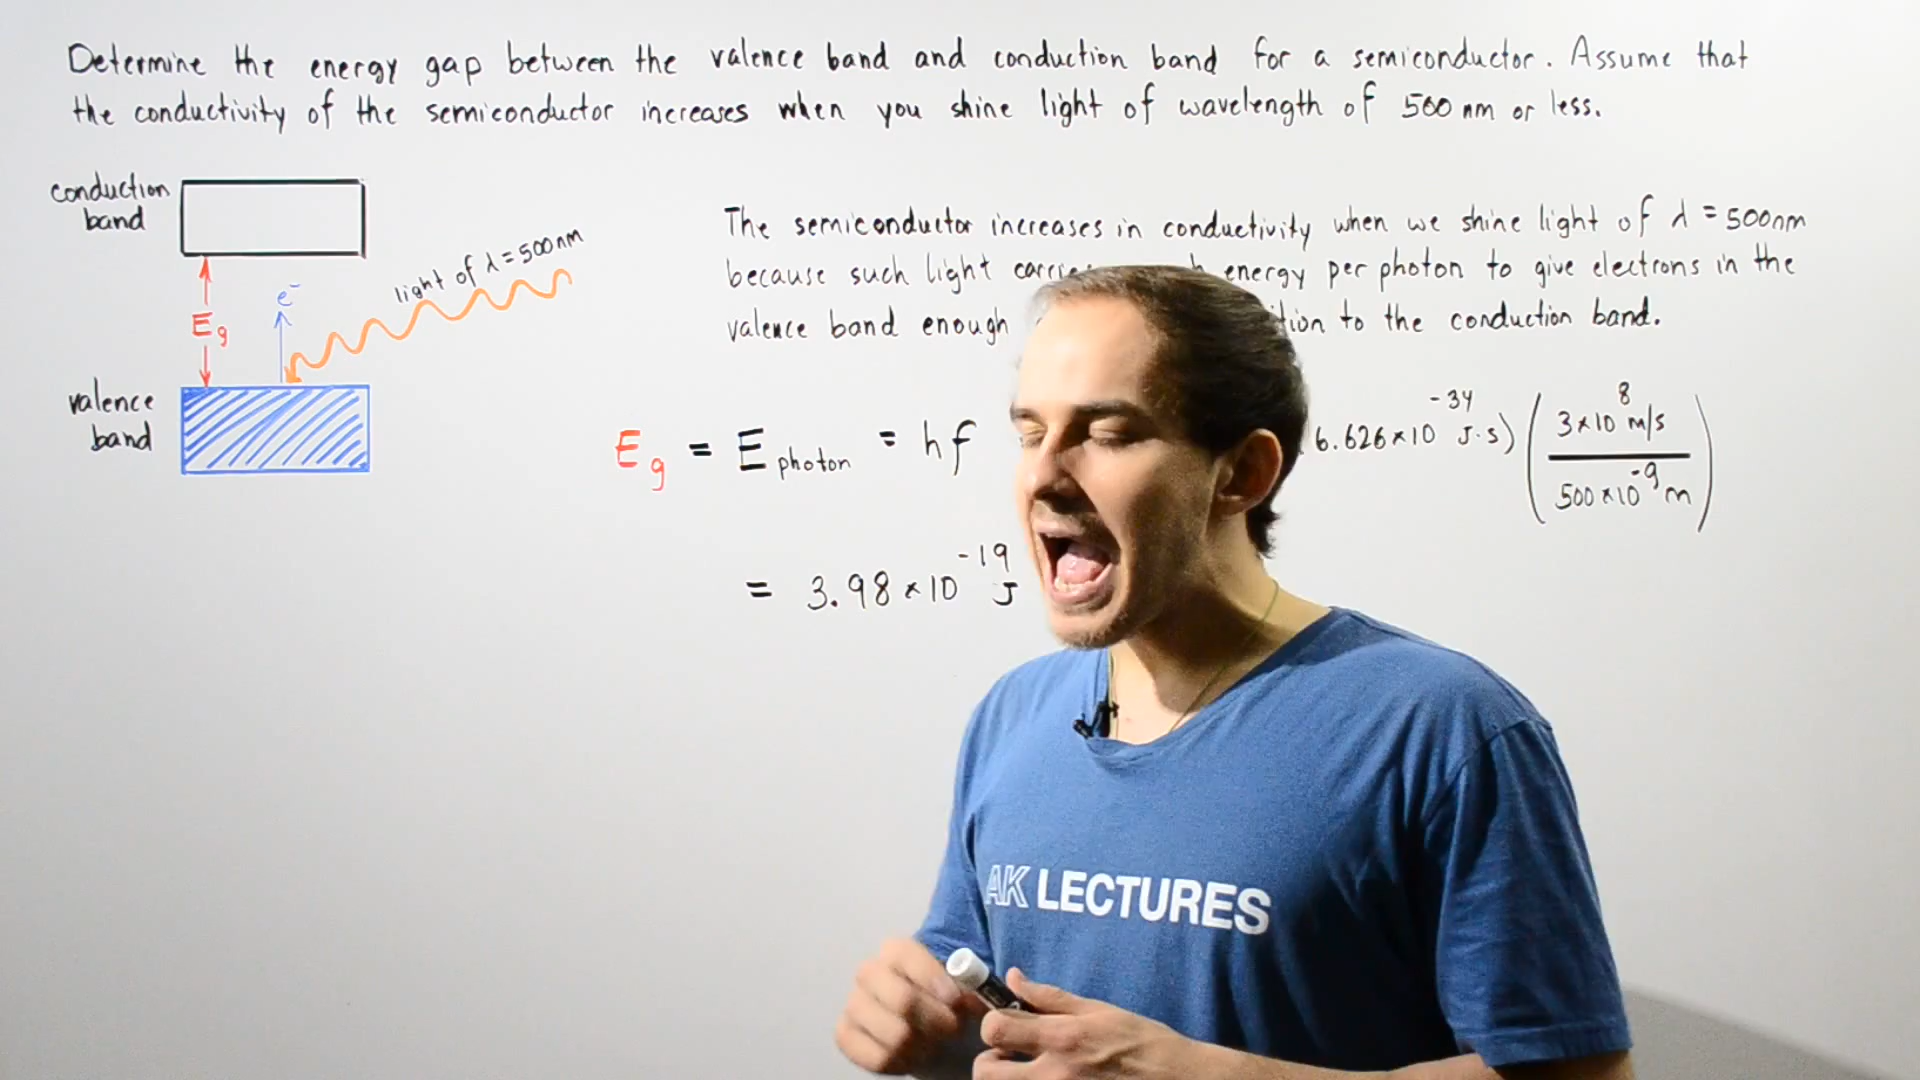 Determine the energy gap between the valence band and conduction band for a semiconductor. Assume that
the conductivity of the semiconductor increases when you shine light of wavelength of 500 nm or less.
conduction
band
light of λ = 500nm
e⁻
E_g
valence
band
The semiconductor increases in conductivity when we shine light of λ = 500nm
because such light energy per photon to give electrons in the
valence band enough to the conduction band.
E_g = E_photon = hf 6.626×10⁻³⁴ J·s) (3×10⁸ m/s / 500×10⁻⁹ m)
= 3.98×10⁻¹⁹ J
AK LECTURES